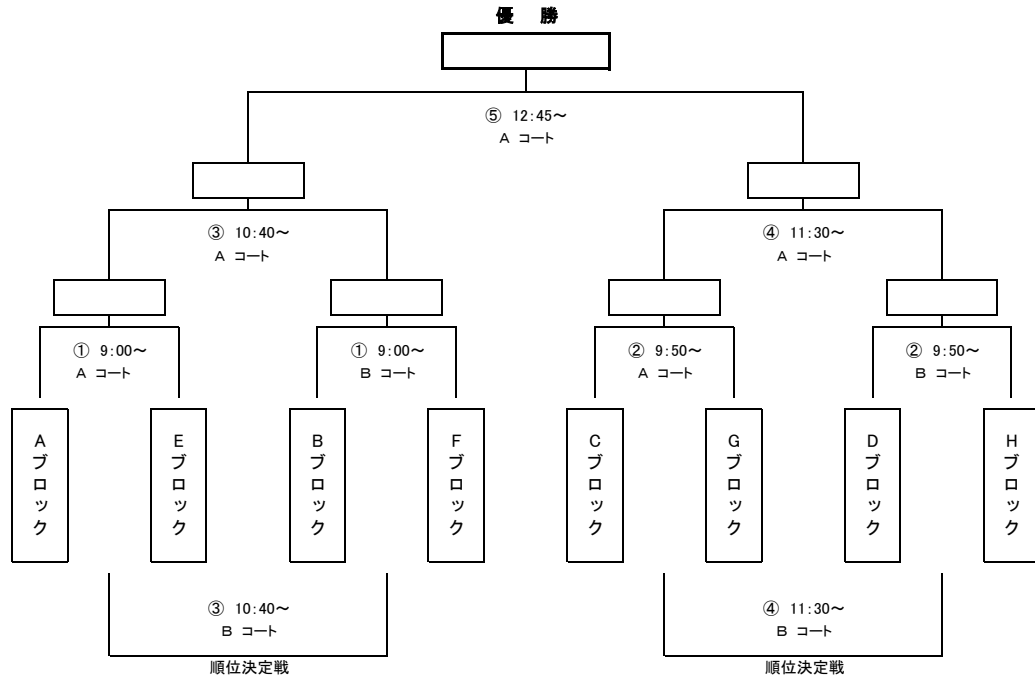 優 勝
⑤ 12:45～
A コート
③ 10:40～
A コート
④ 11:30～
A コート
① 9:00～
A コート
① 9:00～
B コート
② 9:50～
A コート
② 9:50～
B コート
Aブロック
Eブロック
Bブロック
Fブロック
Cブロック
Gブロック
Dブロック
Hブロック
③ 10:40～
B コート
順位決定戦
④ 11:30～
B コート
順位決定戦